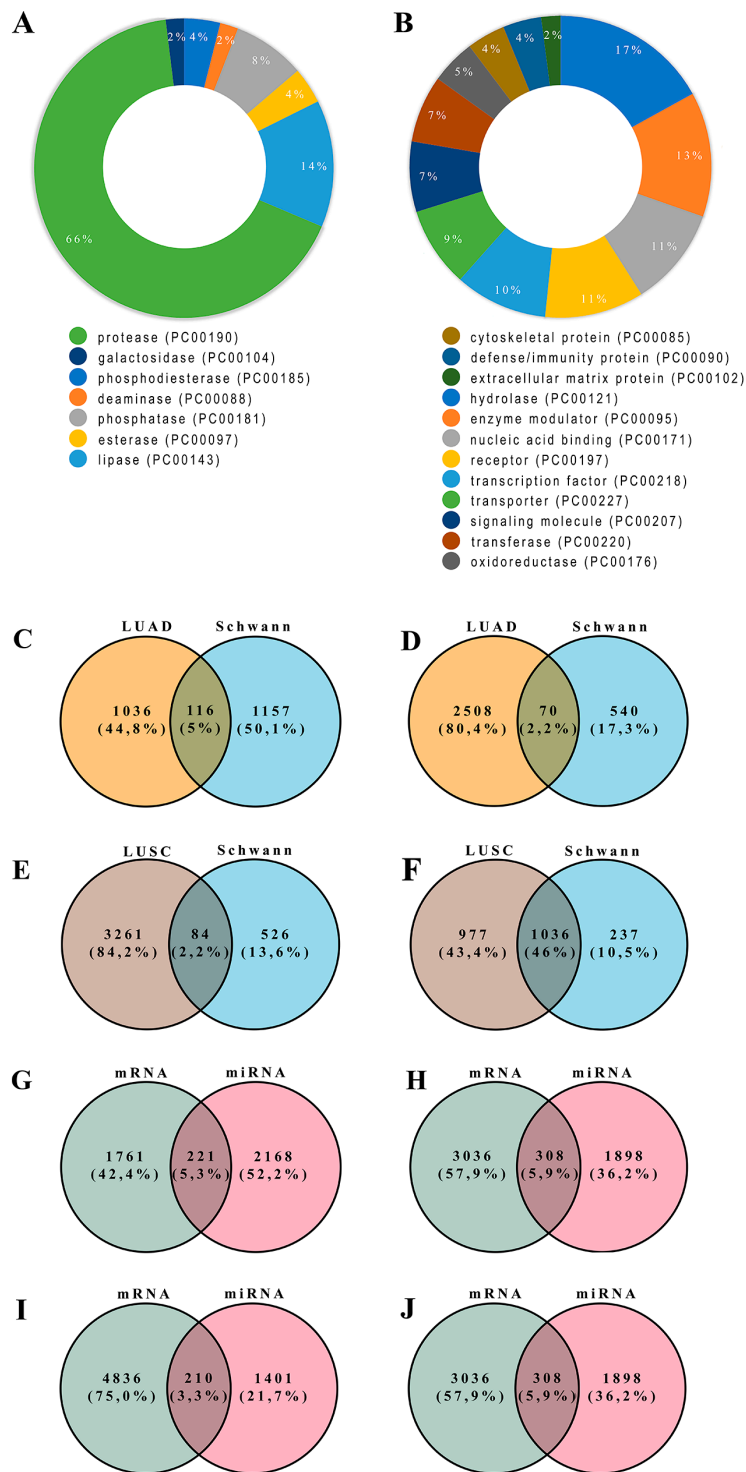 A
2% 4% 2% 8% 4% 14% 66%
protease (PC00190)
galactosidase (PC00104)
phosphodiesterase (PC00185)
deaminase (PC00088)
phosphatase (PC00181)
esterase (PC00097)
lipase (PC00143)
B
17% 13% 11% 11% 10% 9% 7% 7% 5% 4% 4% 2%
cytoskeletal protein (PC00085)
defense/immunity protein (PC00090)
extracellular matrix protein (PC00102)
hydrolase (PC00121)
enzyme modulator (PC00095)
nucleic acid binding (PC00171)
receptor (PC00197)
transcription factor (PC00218)
transporter (PC00227)
signaling molecule (PC00207)
transferase (PC00220)
oxidoreductase (PC00176)
C
LUAD Schwann
1036 116 1157
(44,8%) (5%) (50,1%)
D
LUAD Schwann
2508 70 540
(80,4%) (2,2%) (17,3%)
E
LUSC Schwann
3261 84 526
(84,2%) (2,2%) (13,6%)
F
LUSC Schwann
977 1036 237
(43,4%) (46%) (10,5%)
G
mRNA miRNA
1761 221 2168
(42,4%) (5,3%) (52,2%)
H
mRNA miRNA
3036 308 1898
(57,9%) (5,9%) (36,2%)
I
mRNA miRNA
4836 210 1401
(75,0%) (3,3%) (21,7%)
J
mRNA miRNA
3036 308 1898
(57,9%) (5,9%) (36,2%)